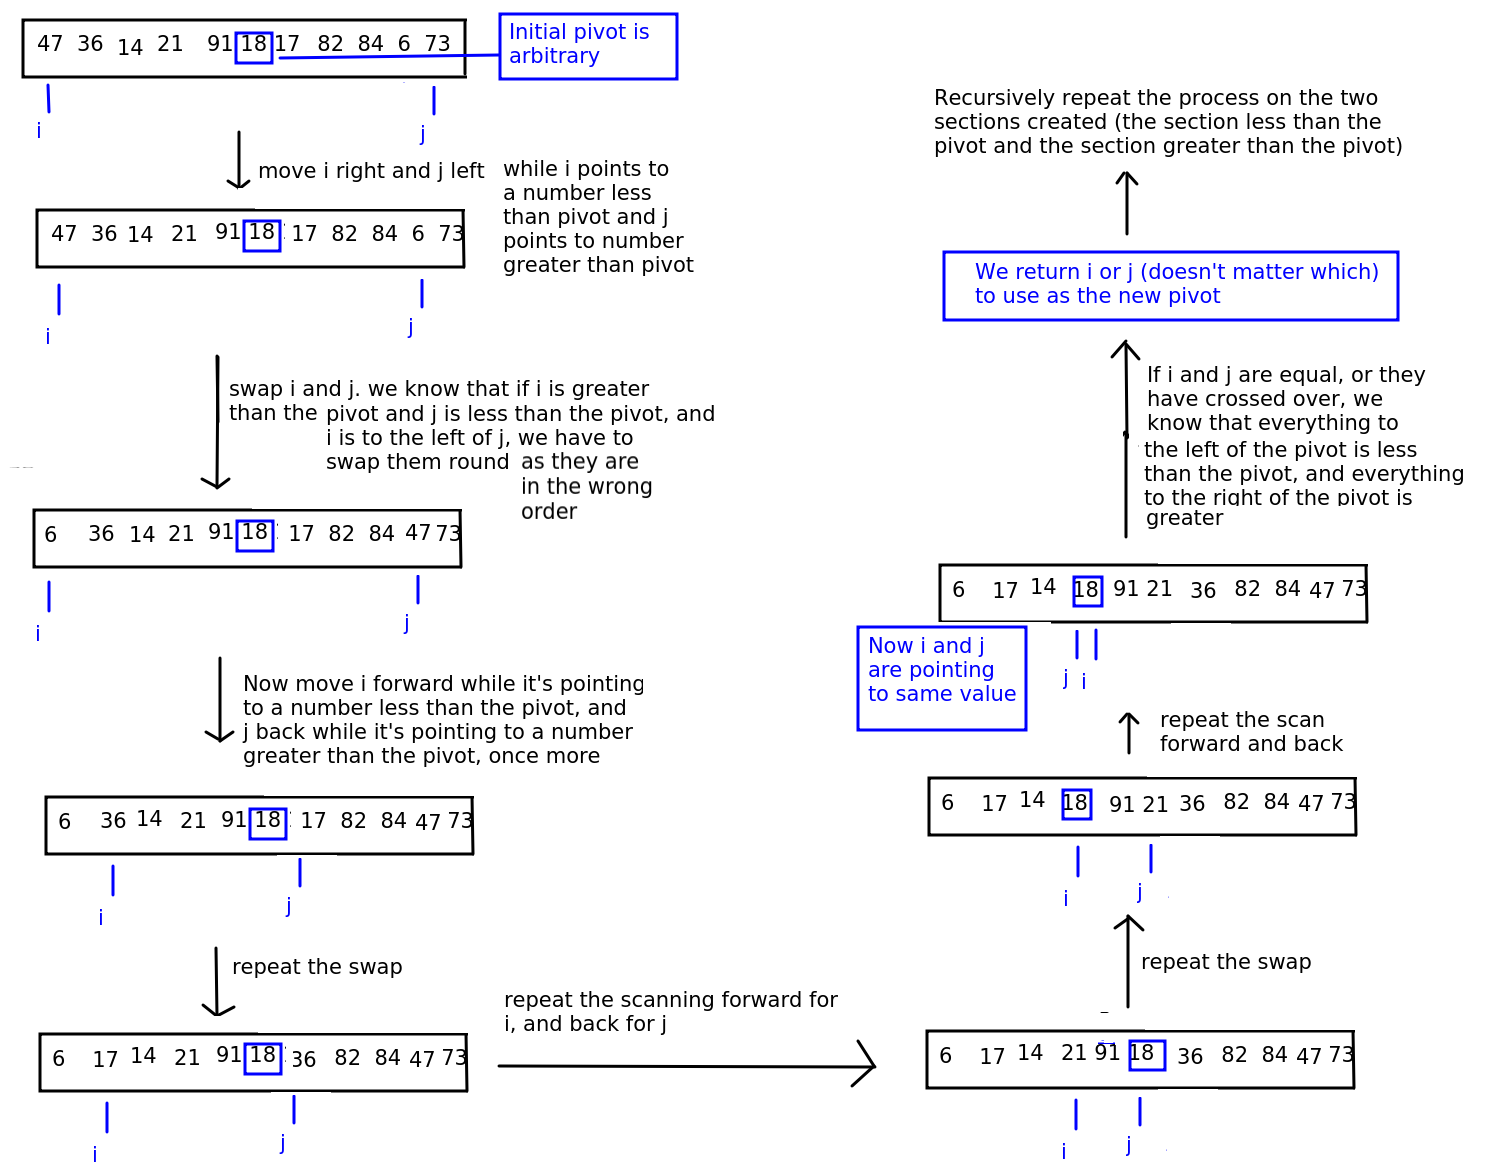 47 36 14 21 91 18 17 82 84 6 73
Initial pivot is
arbitrary
i j
move i right and j left
while i points to
a number less
than pivot and j
points to number
greater than pivot
47 36 14 21 91 18 17 82 84 6 73
i j
swap i and j. we know that if i is greater
than the pivot and j is less than the pivot, and
i is to the left of j, we have to
swap them round as they are
in the wrong
order
6 36 14 21 91 18 17 82 84 47 73
i j
Now move i forward while it's pointing
to a number less than the pivot, and
j back while it's pointing to a number
greater than the pivot, once more
6 36 14 21 91 18 17 82 84 47 73
i j
repeat the swap
6 17 14 21 91 18 36 82 84 47 73
i j
repeat the scanning forward for
i, and back for j
6 17 14 21 91 18 36 82 84 47 73
i j
repeat the swap
6 17 14 18 91 21 36 82 84 47 73
i j
repeat the scan
forward and back
6 17 14 18 91 21 36 82 84 47 73
j i
Now i and j
are pointing
to same value
If i and j are equal, or they
have crossed over, we
know that everything to
the left of the pivot is less
than the pivot, and everything
to the right of the pivot is
greater
We return i or j (doesn't matter which)
to use as the new pivot
Recursively repeat the process on the two
sections created (the section less than the
pivot and the section greater than the pivot)